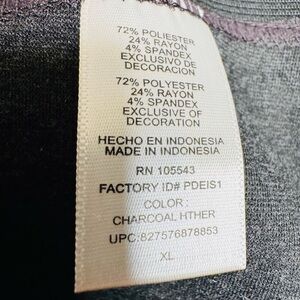 72% POLIESTER
24% RAYON
4% SPANDEX
EXCLUSIVO DE
DECORACION
72% POLYESTER
24% RAYON
4% SPANDEX
EXCLUSIVE OF
DECORATION
HECHO EN INDONESIA
MADE IN INDONESIA
RN 105543
FACTORY ID# PDEIS1
COLOR :
CHARCOAL HTHER
UPC:827576878853
XL